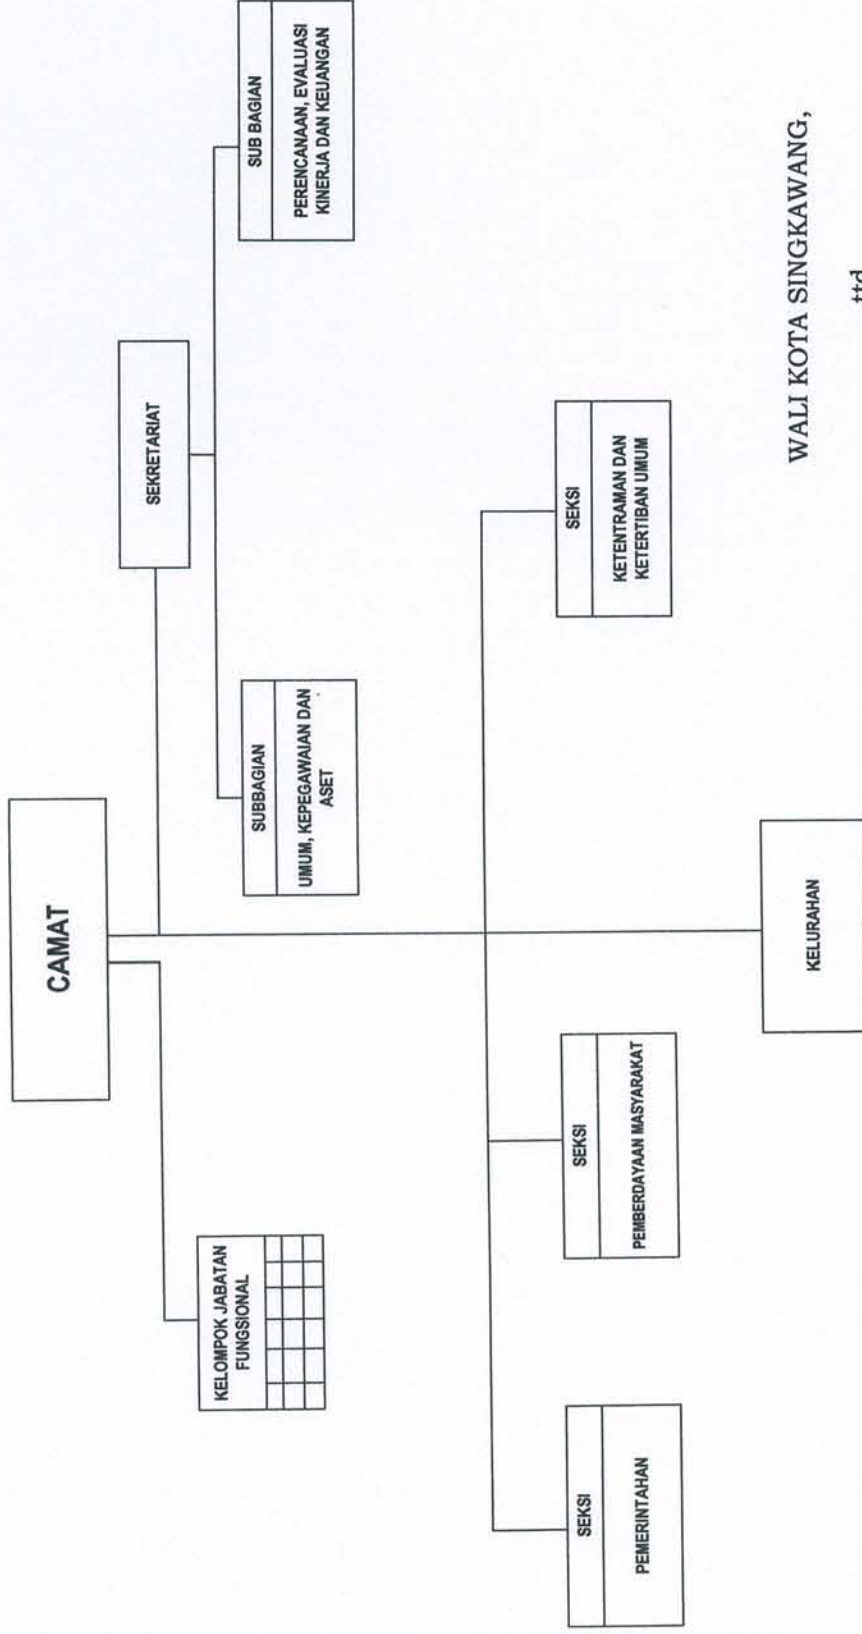 CAMAT
KELOMPOK JABATAN
FUNGSIONAL
SEKRETARIAT
SUBBAGIAN
UMUM, KEPEGAWAIAN DAN
ASET
SUB BAGIAN
PERENCANAAN, EVALUASI
KINERJA DAN KEUANGAN
SEKSI
PEMERINTAHAN
SEKSI
PEMBERDAYAAN MASYARAKAT
SEKSI
KETENTRAMAN DAN
KETERTIBAN UMUM
KELURAHAN
WALI KOTA SINGKAWANG,
ttd